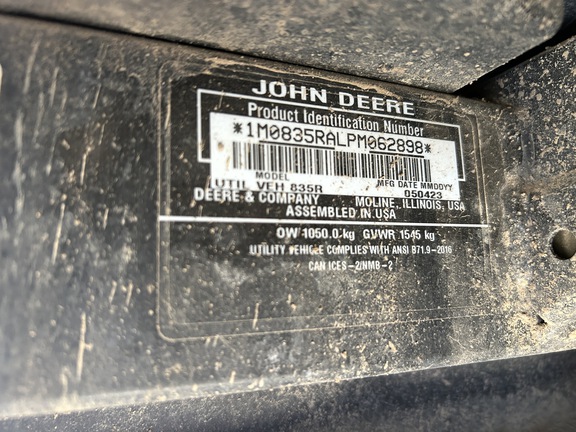 JOHN DEERE
Product Identification Number
*1M0835RALPM062898*
MODEL MFG DATE MMDDYY
UTIL VEH 835R 050423
DEERE & COMPANY MOLINE, ILLINOIS, USA
ASSEMBLED IN USA
OW 1050.0 kg GVWR 1545 kg
UTILITY VEHICLE COMPLIES WITH ANSI B71.9-2016
CAN ICES-2/NMB-2